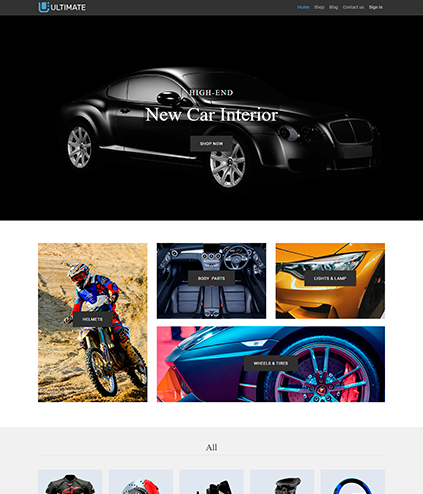 ULTIMATE
Home Shop Blog Contact us Sign in
HIGH-END
New Car Interior
SHOP NOW
BODY PARTS
LIGHTS & LAMP
HELMETS
WHEELS & TIRES
All